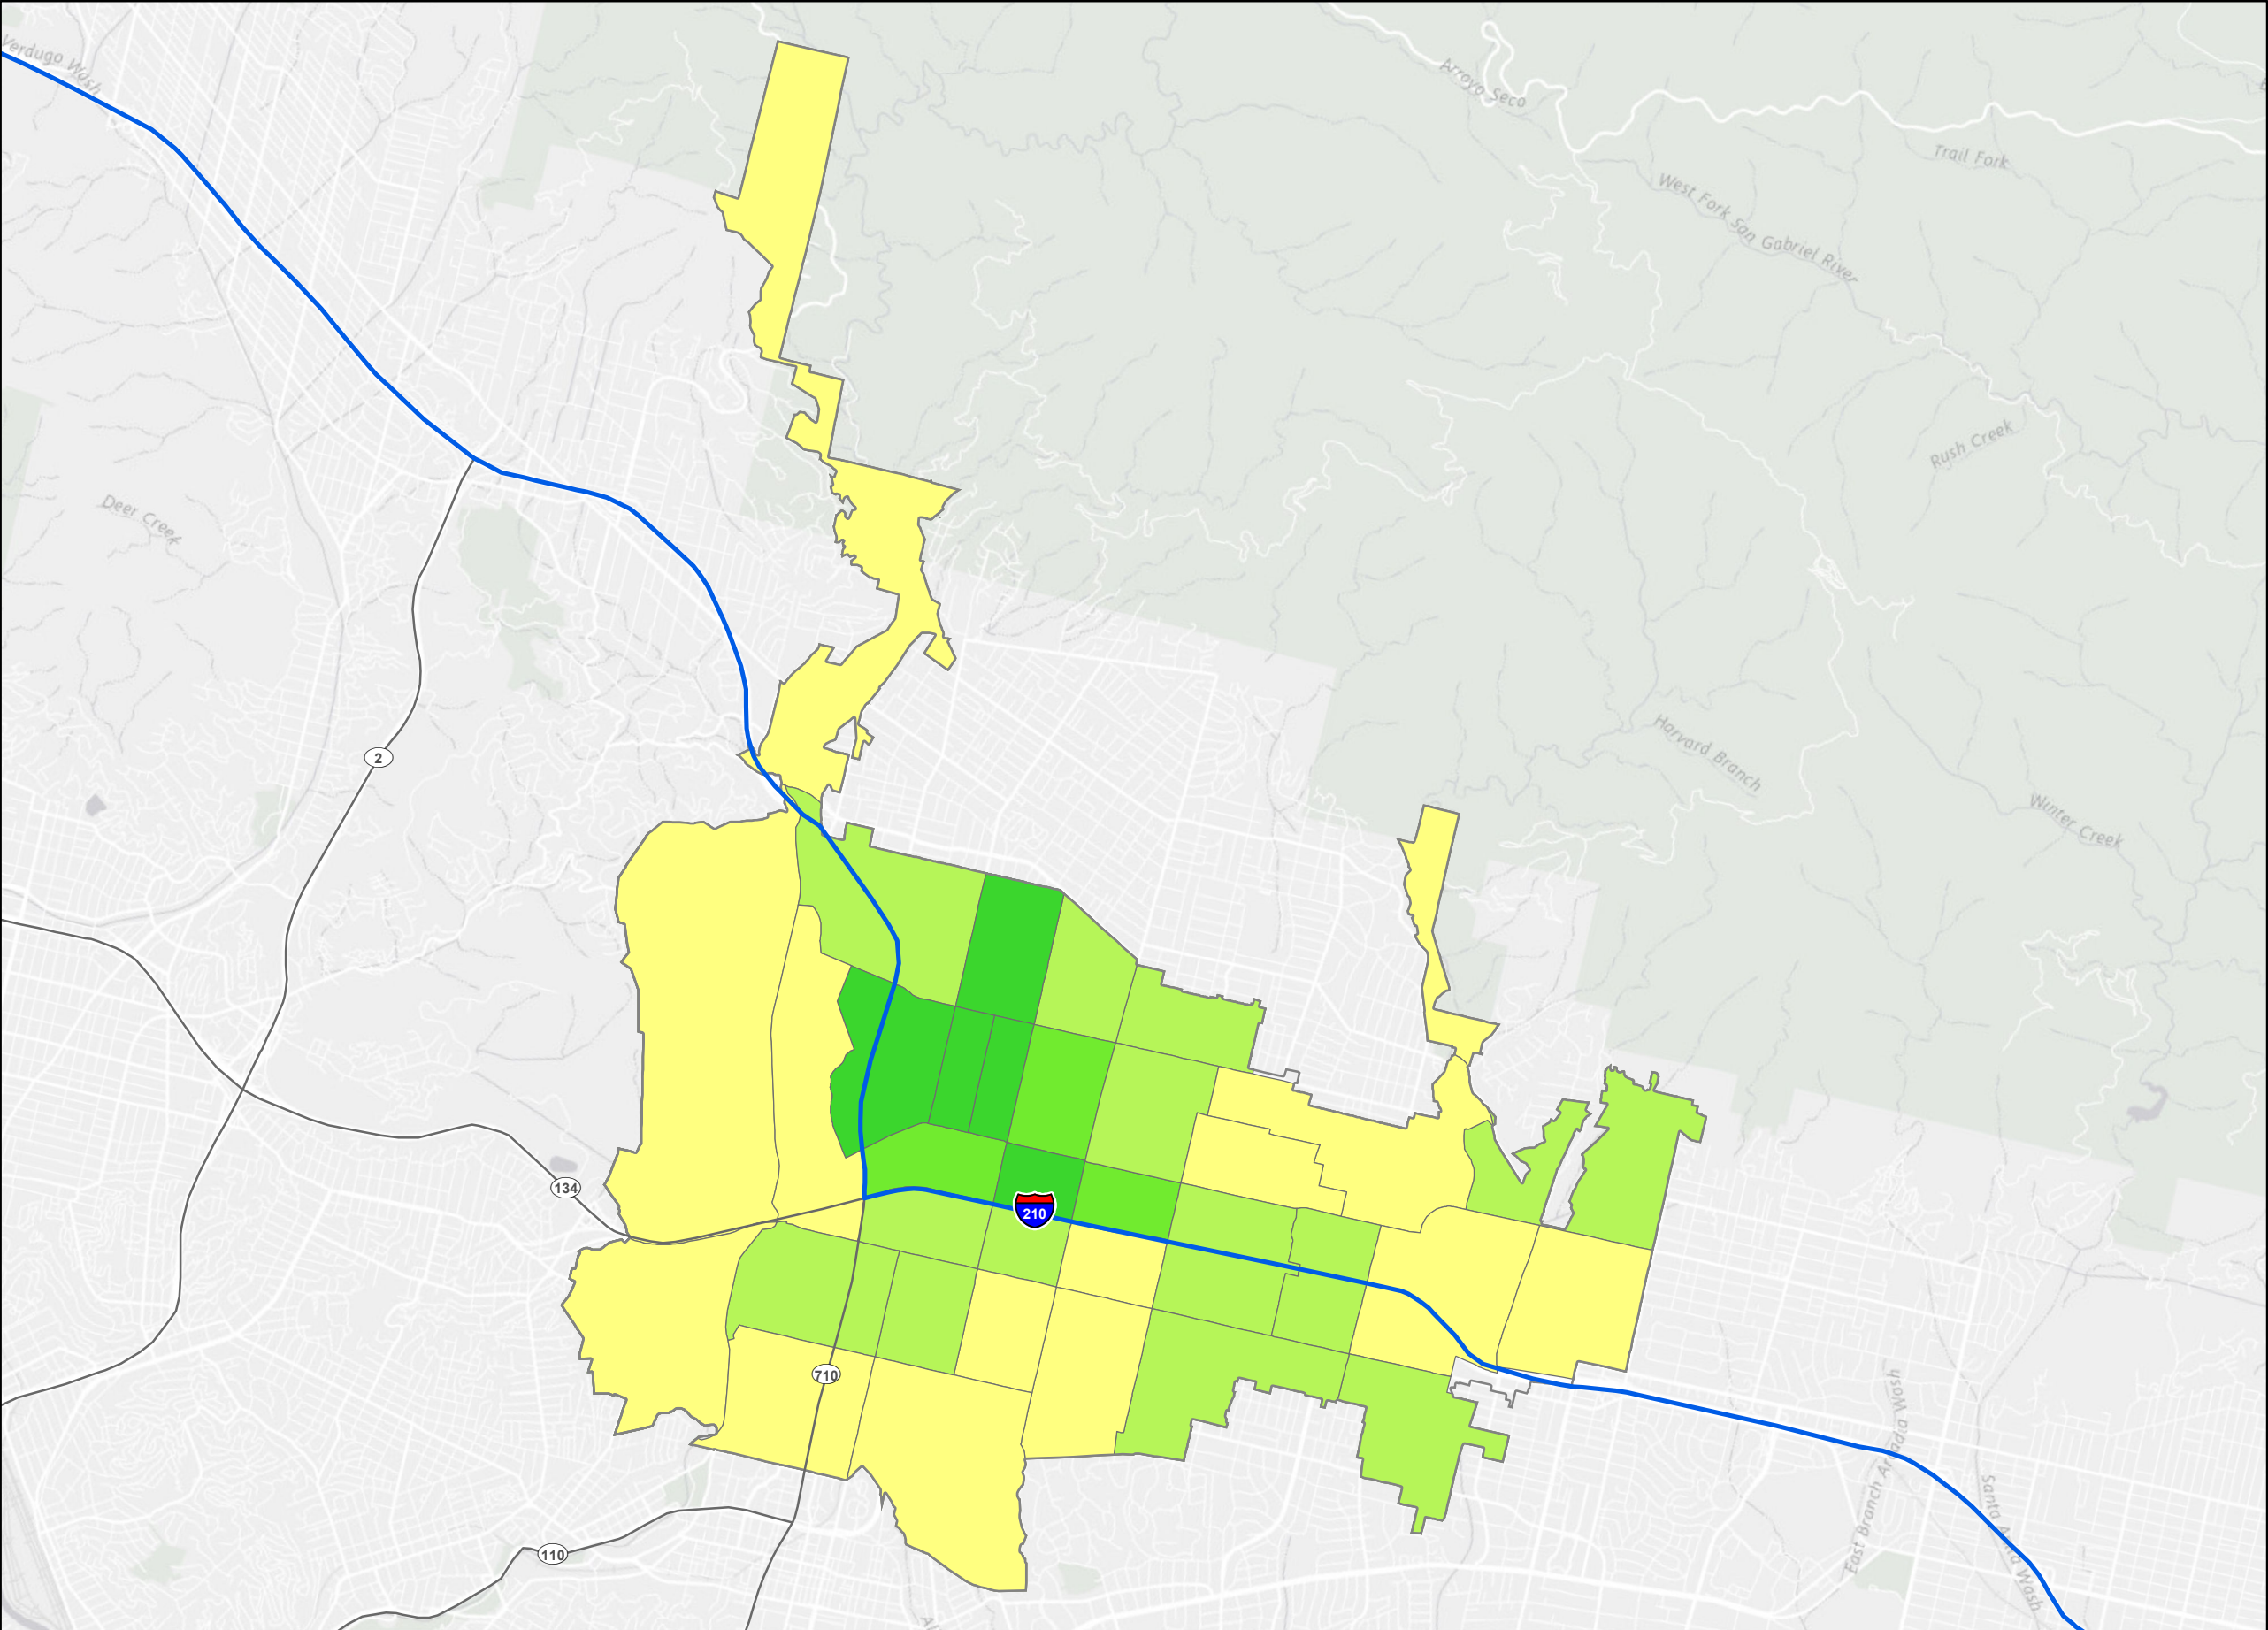 Verdugo Wash
Arroyo Seco
Trail Fork
West Fork San Gabriel River
Rush Creek
Deer Creek
Harvard Branch
2
Winter Creek
134
210
710
East Branch Arcadia Wash
Santa Anita Wash
110